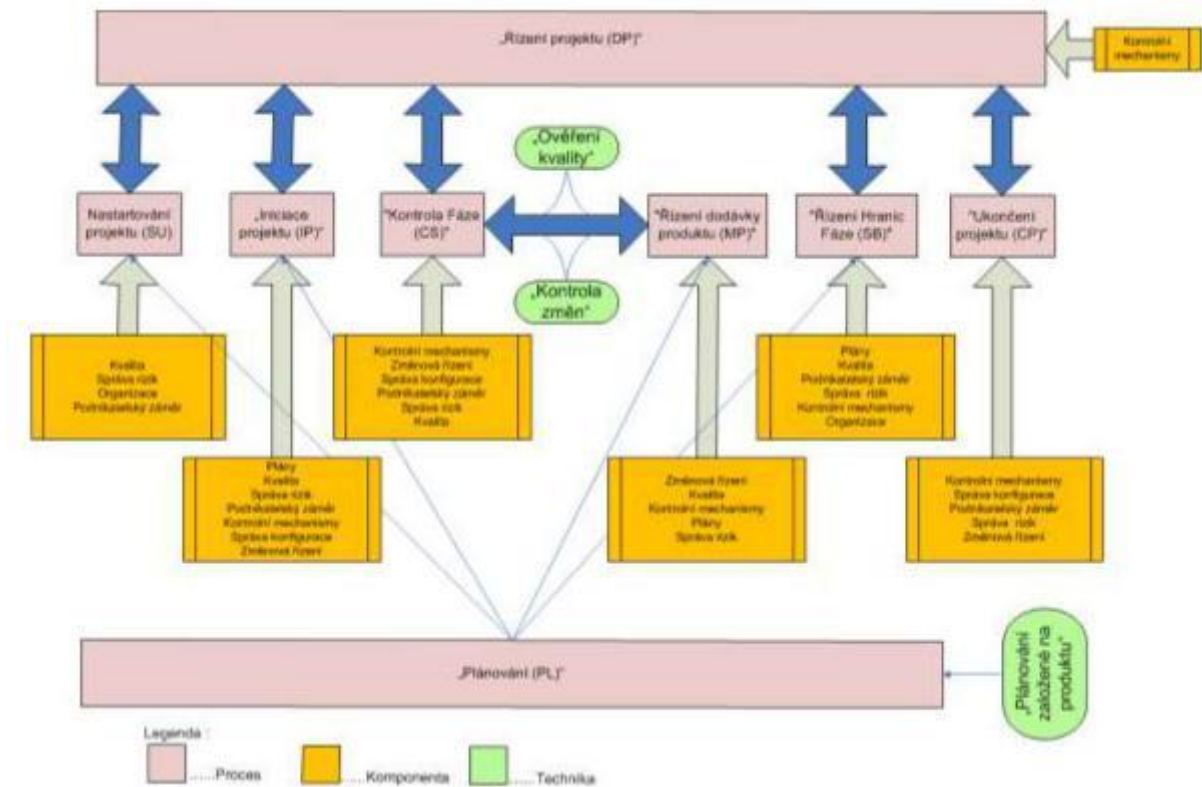 „Řízení projektu (DP)“
Kontrolní
mechanismy
„Ověření
kvality“
Nastartování
projektu (SU)
„Iniciace
projektu (IP)“
"Kontrola Fáze
(CS)"
"Řízení dodávky
produktu (MP)"
"Řízení Hranic
Fáze (SB)"
"Ukončení
projektu (CP)"
„Kontrola
změn“
Kvalita
Správa rizik
Organizace
Podnikatelský záměr
Kontrolní mechanismy
Změnová řízení
Správa konfigurace
Podnikatelský záměr
Správa rizik
Kvalita
Plány
Kvalita
Podnikatelský záměr
Správa rizik
Kontrolní mechanismy
Organizace
Plány
Kvalita
Správa rizik
Podnikatelský záměr
Kontrolní mechanismy
Správa konfigurace
Změnová řízení
Změnová řízení
Kvalita
Kontrolní mechanismy
Plány
Správa rizik
Kontrolní mechanismy
Správa konfigurace
Podnikatelský záměr
Správa rizik
Změnová řízení
„Plánování (PL)“
„Plánování
založené na
produktu“
Legenda :
......Proces
......Komponenta
......Technika